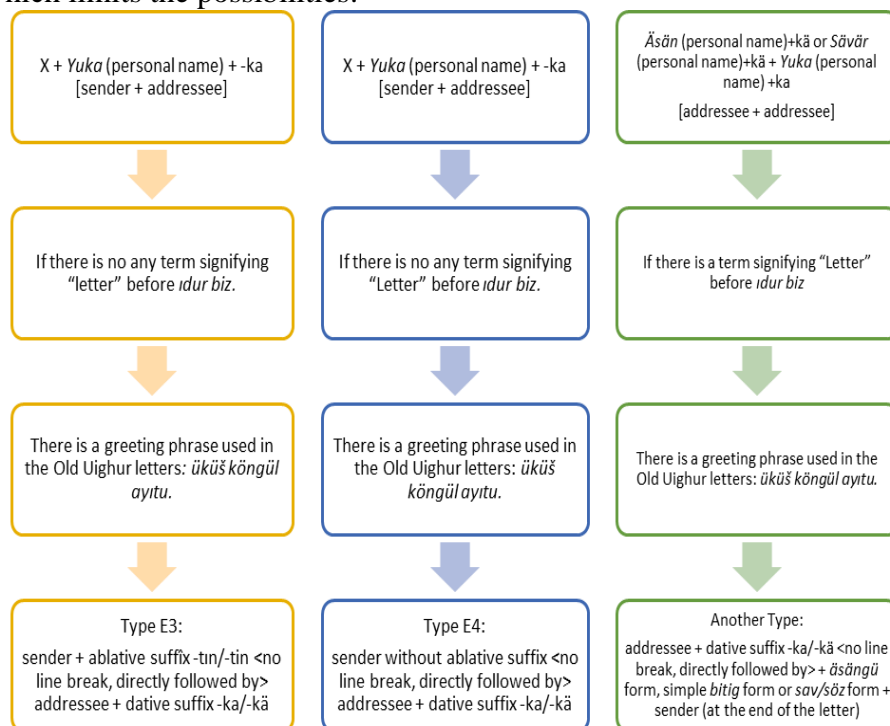 hich limits the possibilities.
X + Yuka (personal name) + -ka
[sender + addressee]
If there is no any term signifying
“letter” before ıdur biz.
There is a greeting phrase used in
the Old Uighur letters: üküš köngül
ayıtu.
Type E3:
sender + ablative suffix -tın/-tin <no
line break, directly followed by>
addressee + dative suffix -ka/-kä
X + Yuka (personal name) + -ka
[sender + addressee]
If there is no any term signifying
“Letter” before ıdur biz.
There is a greeting phrase used in
the Old Uighur letters: üküš
köngül ayıtu.
Type E4:
sender without ablative suffix <no
line break, directly followed by>
addressee + dative suffix -ka/-kä
Äsän (personal name)+kä or Sävär
(personal name)+kä + Yuka (personal
name) +ka
[addressee + addressee]
If there is a term signifying “Letter”
before ıdur biz
There is a greeting phrase used in the
Old Uighur letters: üküš köngül ayıtu.
Another Type:
addressee + dative suffix -ka/-kä <no
line break, directly followed by> + äsängü
form, simple bitig form or sav/söz form +
sender (at the end of the letter)